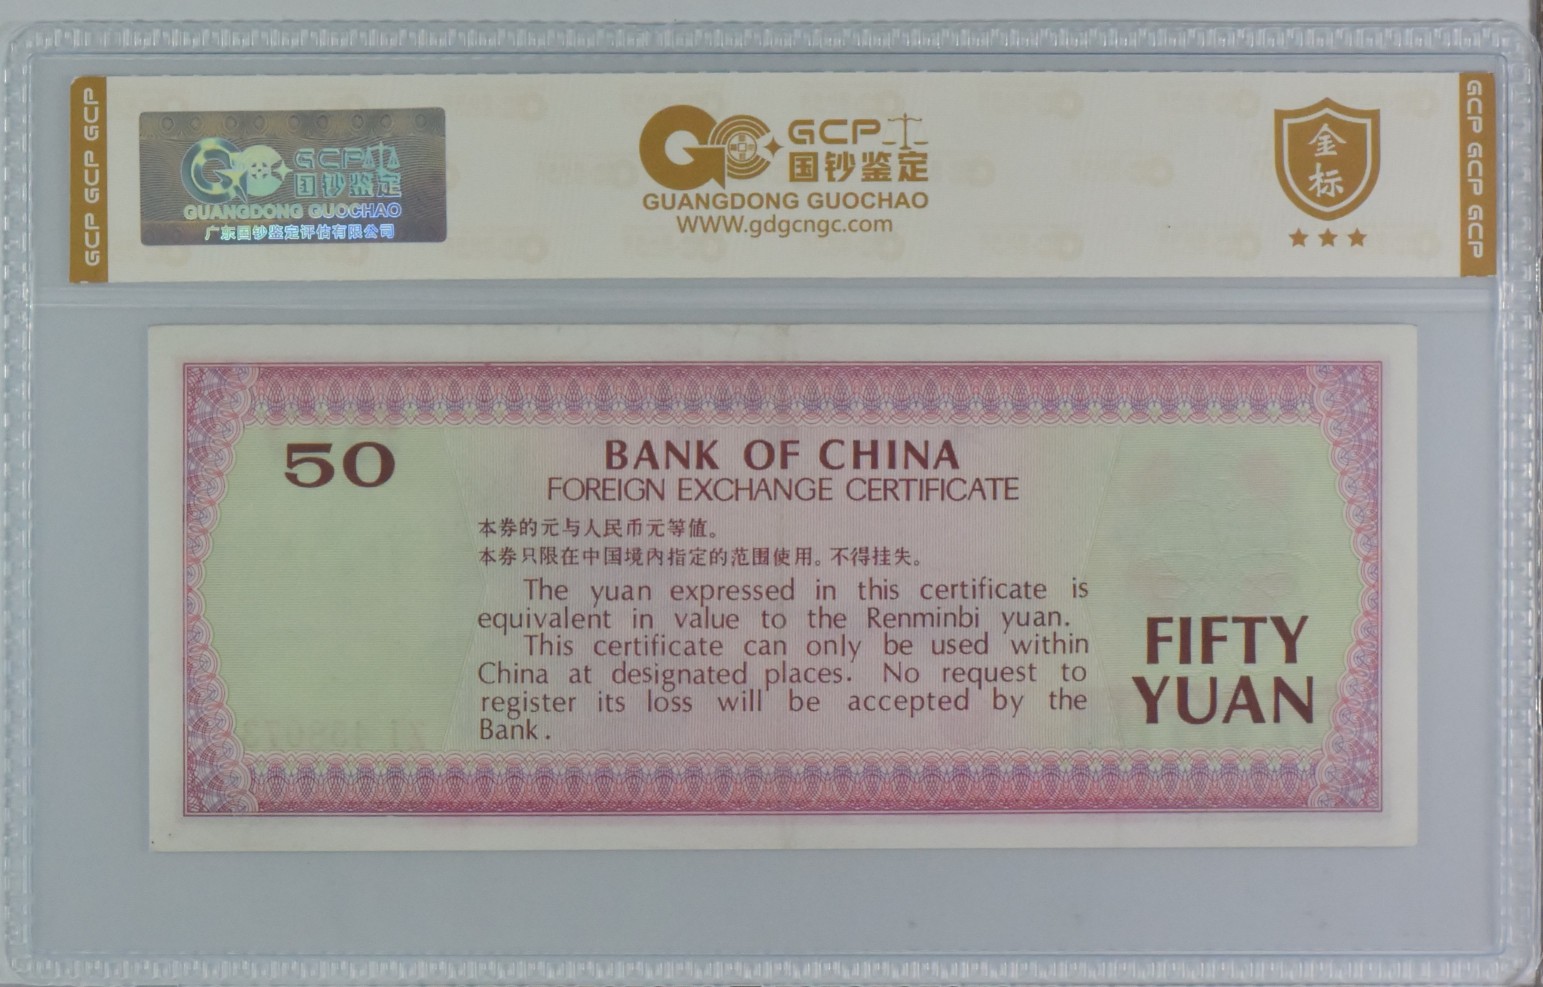 GCP GCP GCP
GCP
国钞鉴定
GUANGDONG GUOCHAO
广东国钞鉴定评估有限公司
GCP
国钞鉴定
GUANGDONG GUOCHAO
WWW.gdgcngc.com
金标
GCP GCP GCP
50
BANK OF CHINA
FOREIGN EXCHANGE CERTIFICATE
本券的元与人民币元等值。
本券只限在中国境内指定的范围使用。不得挂失。
The yuan expressed in this certificate is
equivalent in value to the Renminbi yuan.
This certificate can only be used within
China at designated places. No request to
register its loss will be accepted by the
Bank.
FIFTY
YUAN